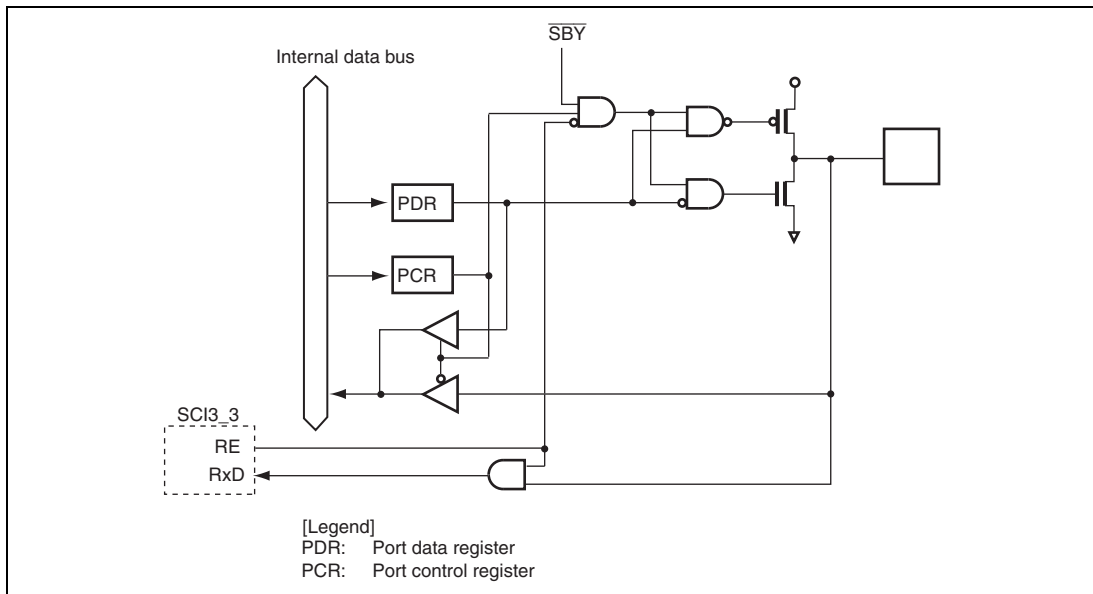 SBY
Internal data bus
PDR
PCR
SCI3_3
RE
RxD
[Legend]
PDR: Port data register
PCR: Port control register